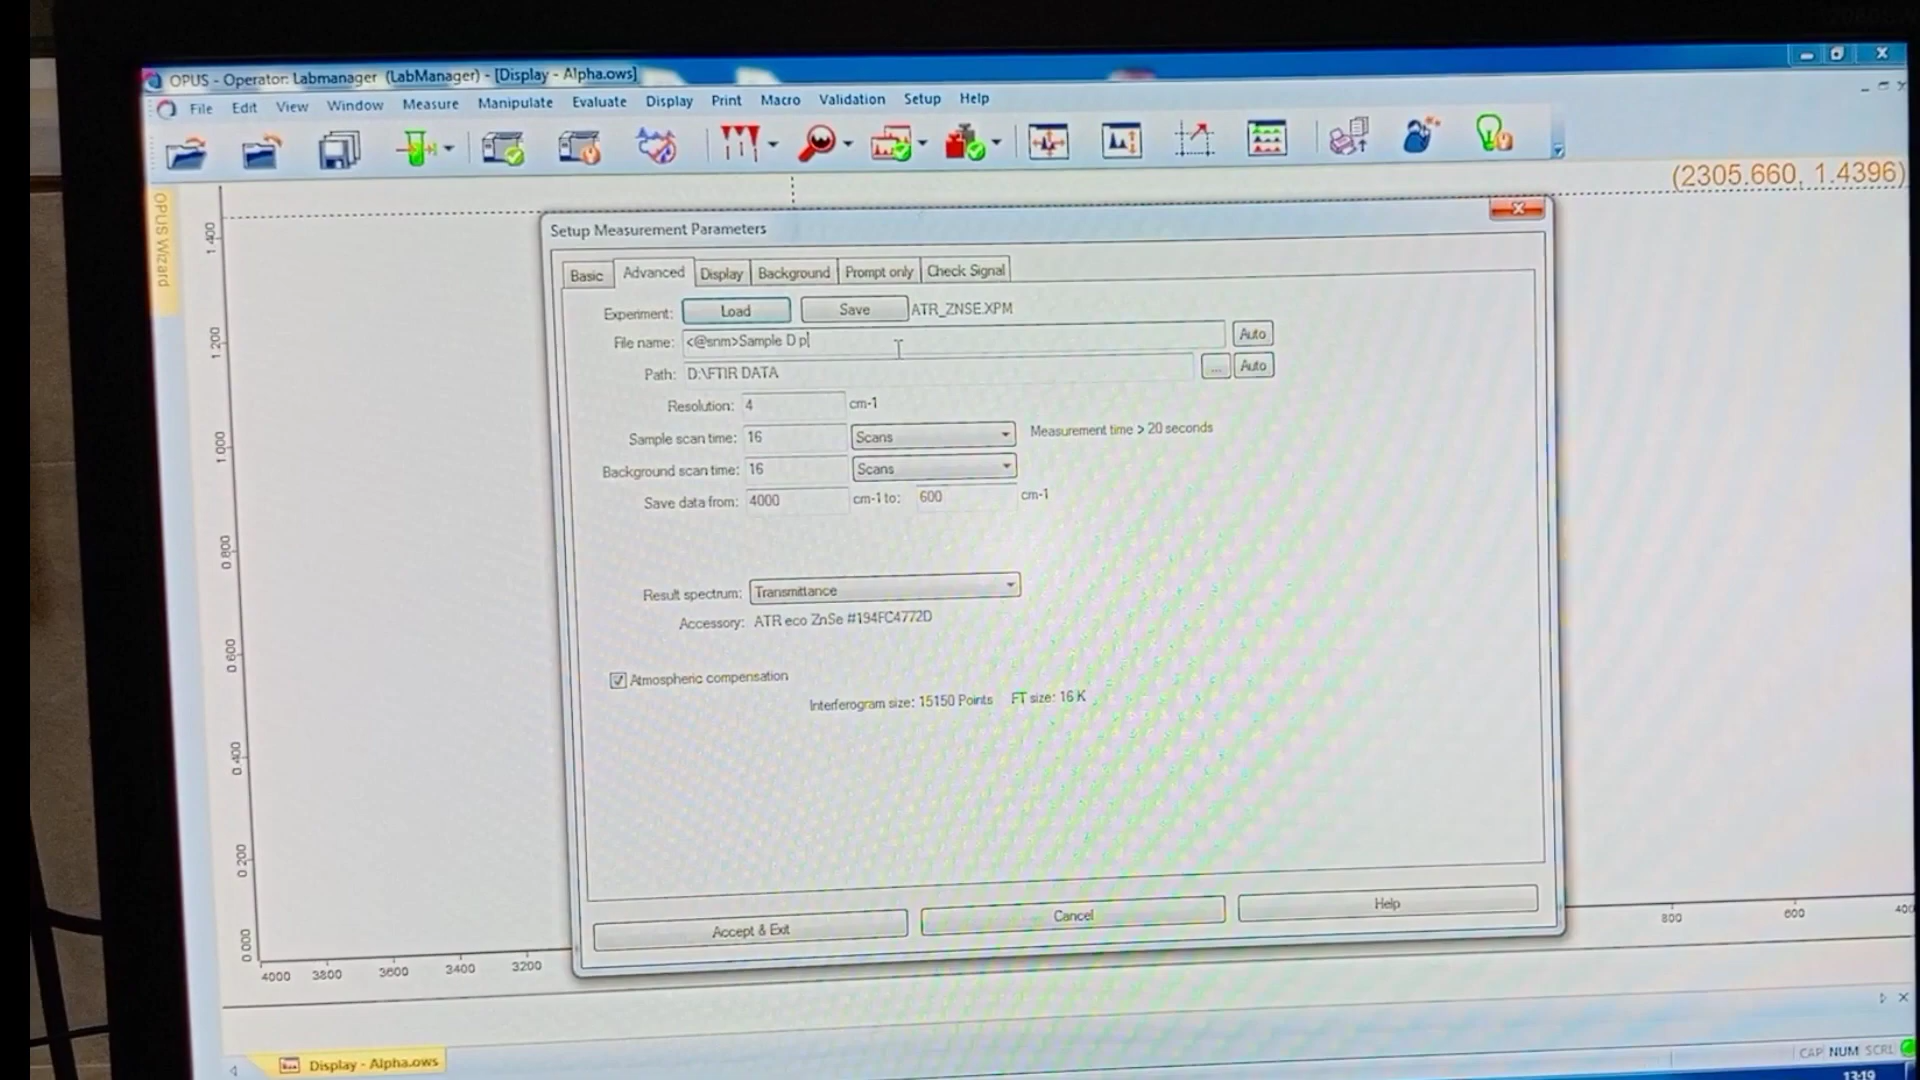 OPUS - Operator: Labmanager (LabManager) - [Display - Alpha.ows]
File Edit View Window Measure Manipulate Evaluate Display Print Macro Validation Setup Help
(2305.660, 1.4396)
OPUS Wizard
Setup Measurement Parameters
Basic Advanced Display Background Prompt only Check Signal
Experiment: Load Save ATR_ZNSE.XPM
File name: <@snm>Sample D p Auto
Path: D:\FTIR DATA ... Auto
Resolution: 4 cm-1
Sample scan time: 16 Scans Measurement time > 20 seconds
Background scan time: 16 Scans
Save data from: 4000 cm-1 to: 600 cm-1
Result spectrum: Transmittance
Accessory: ATR eco ZnSe #194FC4772D
Atmospheric compensation
Interferogram size: 15150 Points FT size: 16 K
Accept & Exit Cancel Help
1.400
1.200
1.000
0.800
0.600
0.400
0.200
0.000
4000 3800 3600 3400 3200 800 600 400
Display - Alpha.ows
CAP NUM SCRL
13:19